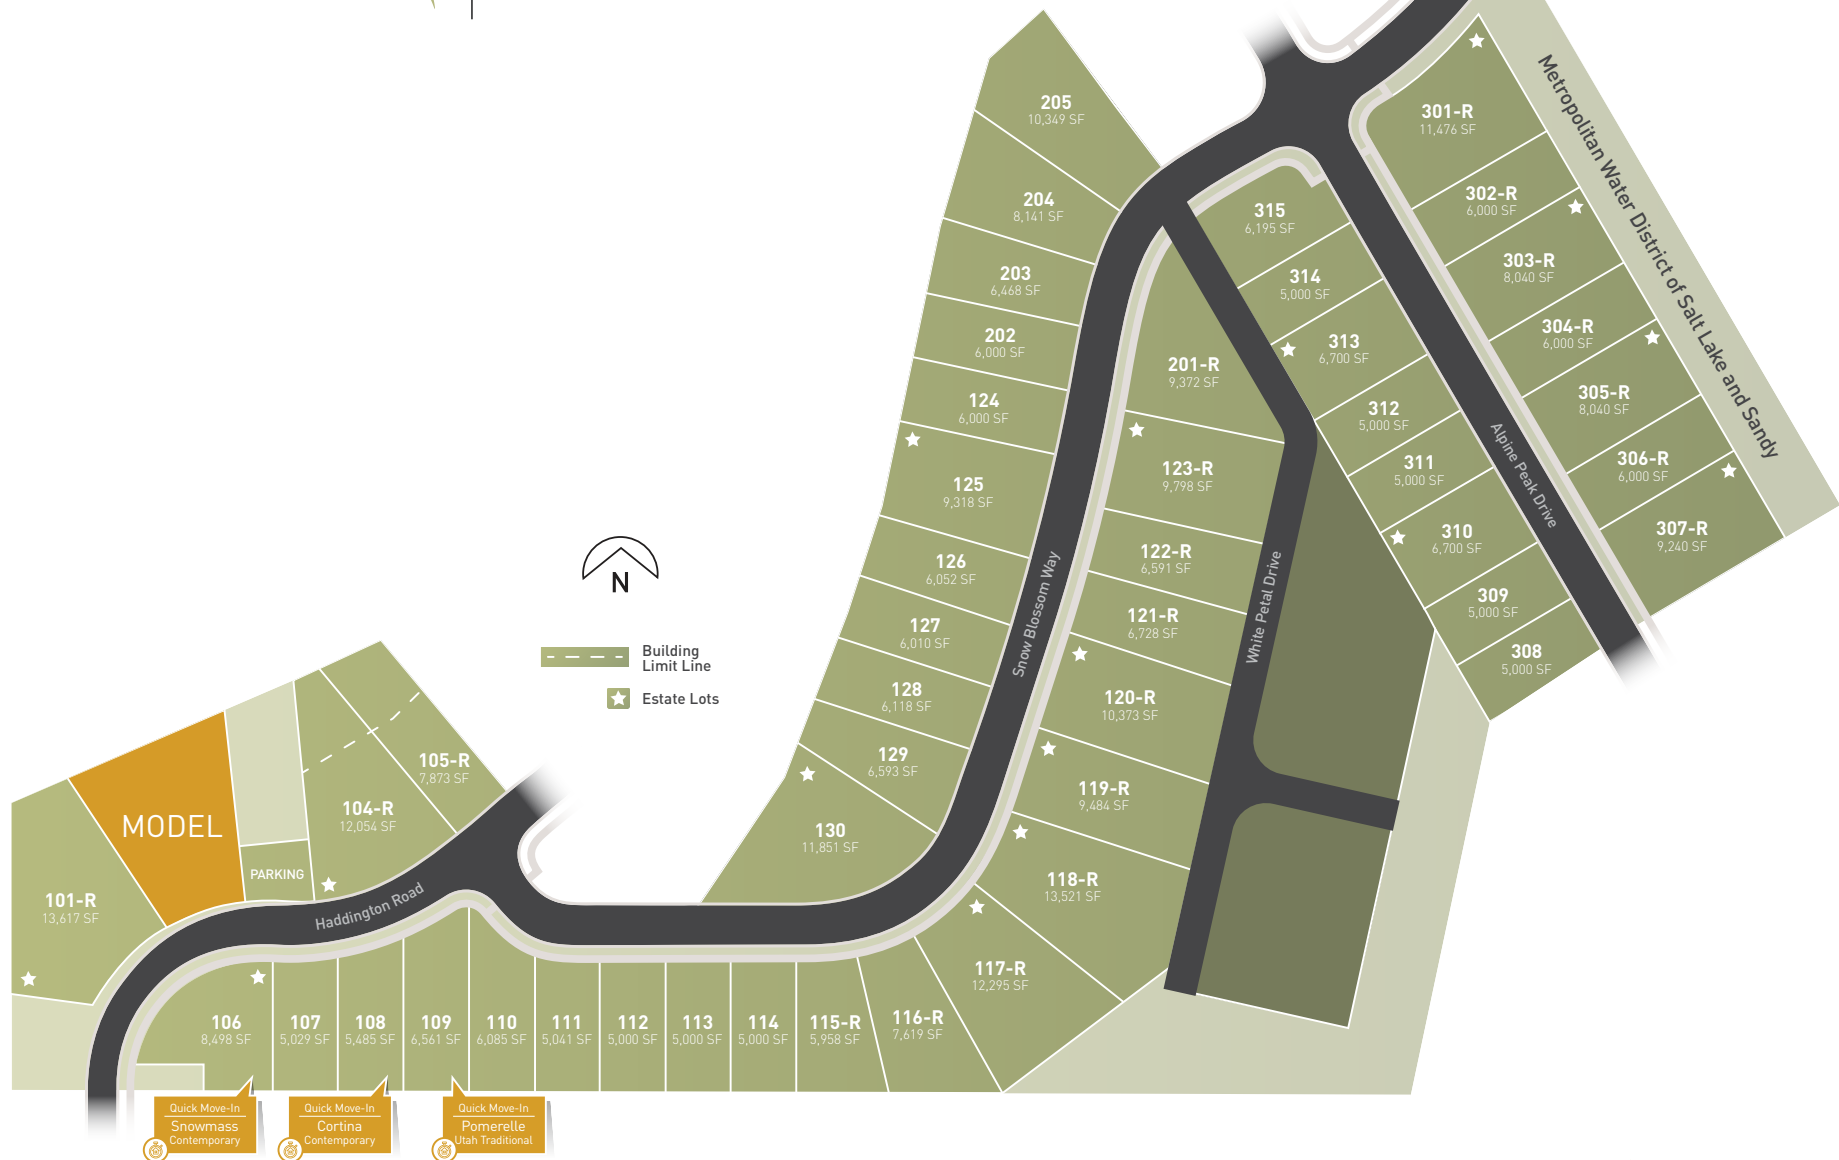 205
10,349 SF
204
8,141 SF
203
6,468 SF
202
6,000 SF
124
6,000 SF
125
9,318 SF
126
6,052 SF
127
6,010 SF
128
6,118 SF
129
6,593 SF
130
11,851 SF
Snow Blossom Way
315
6,195 SF
314
5,000 SF
313
6,700 SF
312
5,000 SF
311
5,000 SF
310
6,700 SF
309
5,000 SF
308
5,000 SF
Alpine Peak Drive
301-R
11,476 SF
302-R
6,000 SF
303-R
8,040 SF
304-R
6,000 SF
305-R
8,040 SF
306-R
6,000 SF
307-R
9,240 SF
Metropolitan Water District of Salt Lake and Sandy
201-R
9,372 SF
123-R
9,798 SF
122-R
6,591 SF
121-R
6,728 SF
120-R
10,373 SF
119-R
9,484 SF
118-R
13,521 SF
117-R
12,295 SF
White Petal Drive
N
Building
Limit Line
Estate Lots
105-R
7,873 SF
104-R
12,054 SF
MODEL
PARKING
101-R
13,617 SF
Haddington Road
106
8,498 SF
107
5,029 SF
108
5,485 SF
109
6,561 SF
110
6,085 SF
111
5,041 SF
112
5,000 SF
113
5,000 SF
114
5,000 SF
115-R
5,958 SF
116-R
7,619 SF
Quick Move-In
Snowmass
Contemporary
Quick Move-In
Cortina
Contemporary
Quick Move-In
Pomerelle
Utah Traditional